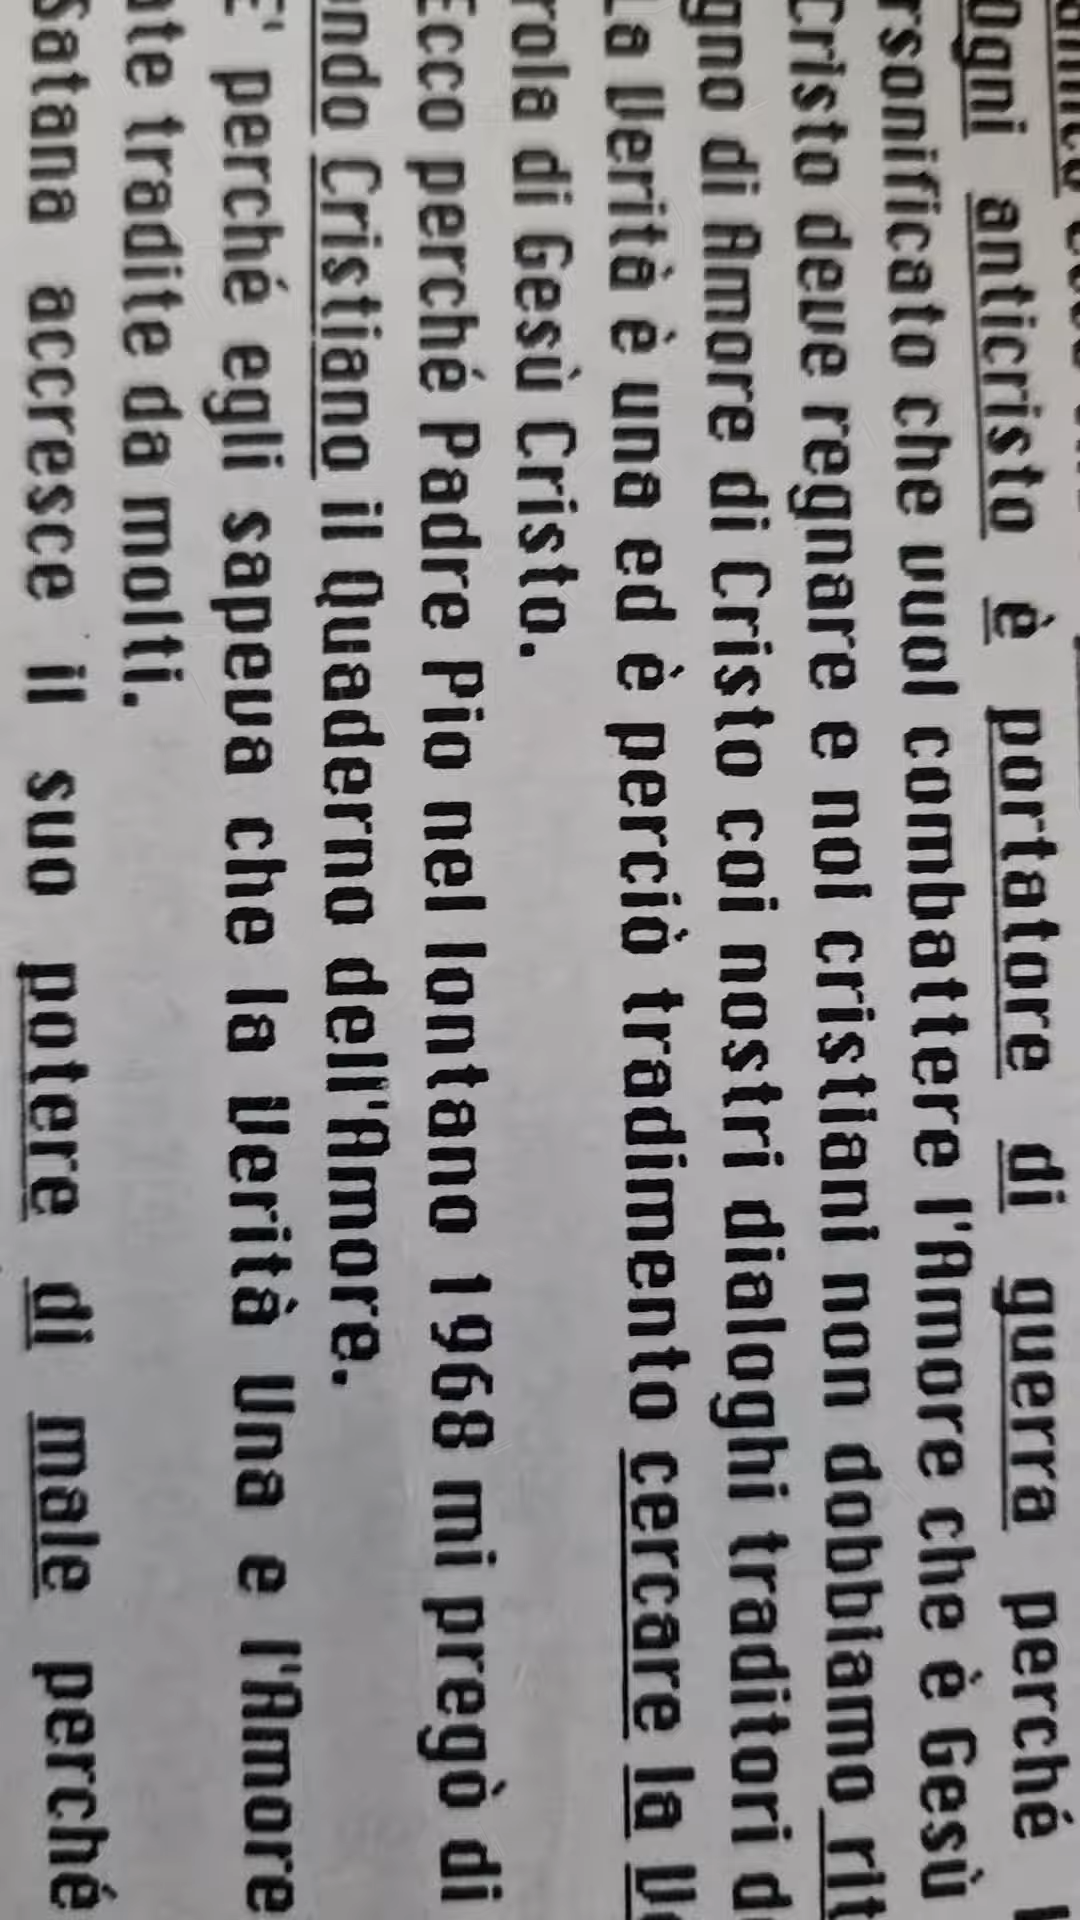 Ogni anticristo è portatore di guerra perché
rsonificato che vuol combattere l'Amore che è Gesù
Cristo deve regnare e noi cristiani non dobbiamo rit
gno di Amore di Cristo coi nostri dialoghi traditori d
La Verità è una ed è perciò tradimento cercare la Ve
rola di Gesù Cristo.
Ecco perché Padre Pio nel lontano 1968 mi pregò di
ndo Cristiano il Quaderno dell'Amore.
E' perché egli sapeva che la Verità Una e l'Amore
te tradite da molti.
Satana accresce il suo potere di male perché